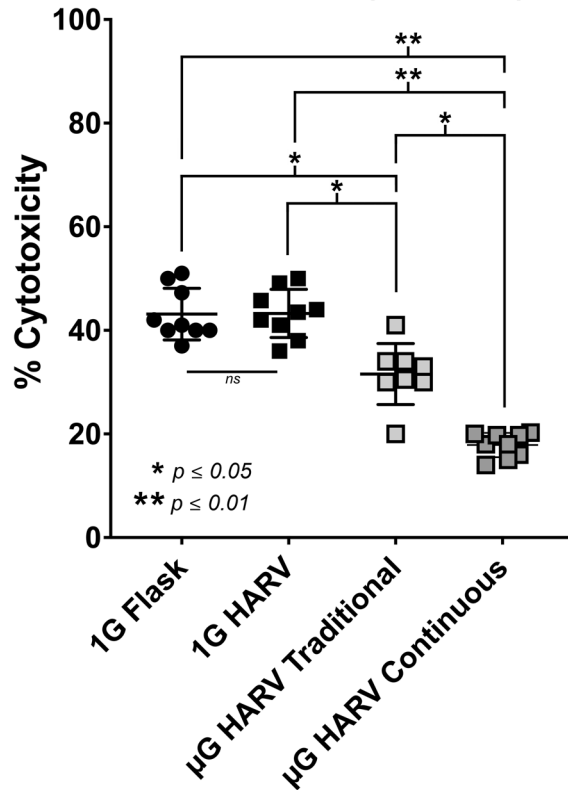 % Cytotoxicity
100
80
60
40
20
0
**
**
*
*
*
ns
* p ≤ 0.05
** p ≤ 0.01
1G Flask
1G HARV
µG HARV Traditional
µG HARV Continuous